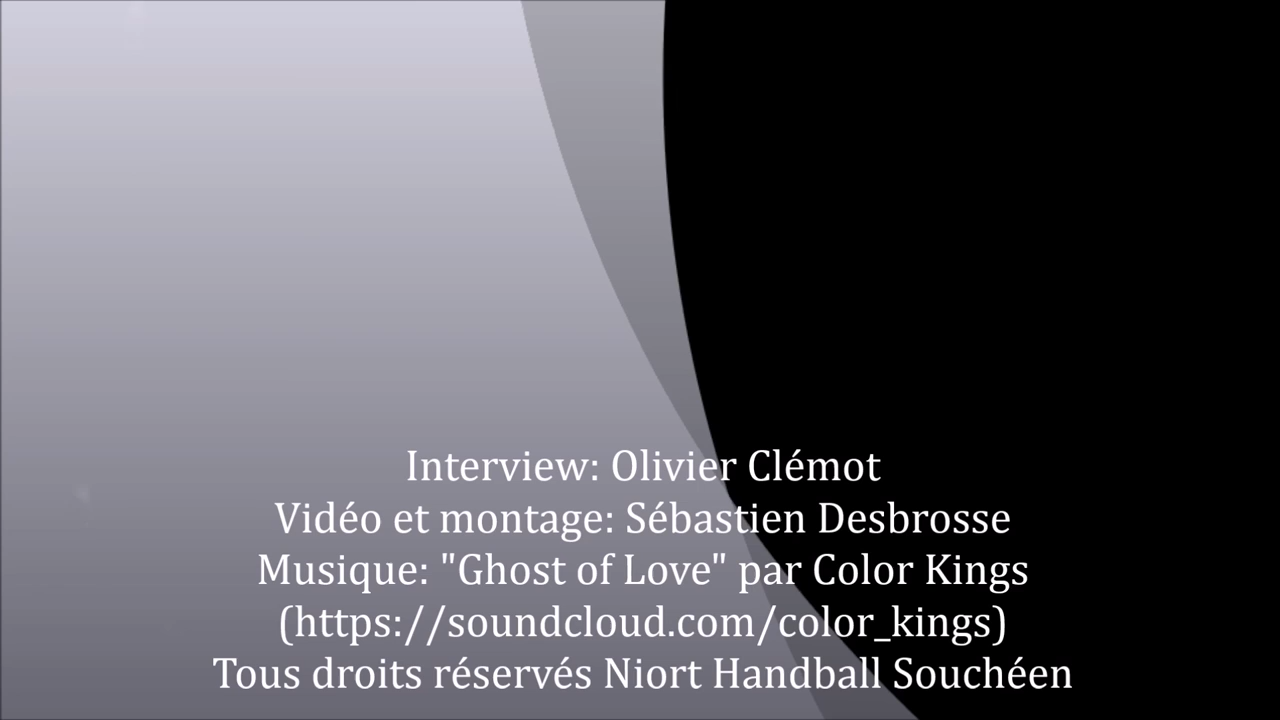 Interview: Olivier Clémot
Vidéo et montage: Sébastien Desbrosse
Musique: "Ghost of Love" par Color Kings
(https://soundcloud.com/color_kings)
Tous droits réservés Niort Handball Souchéen